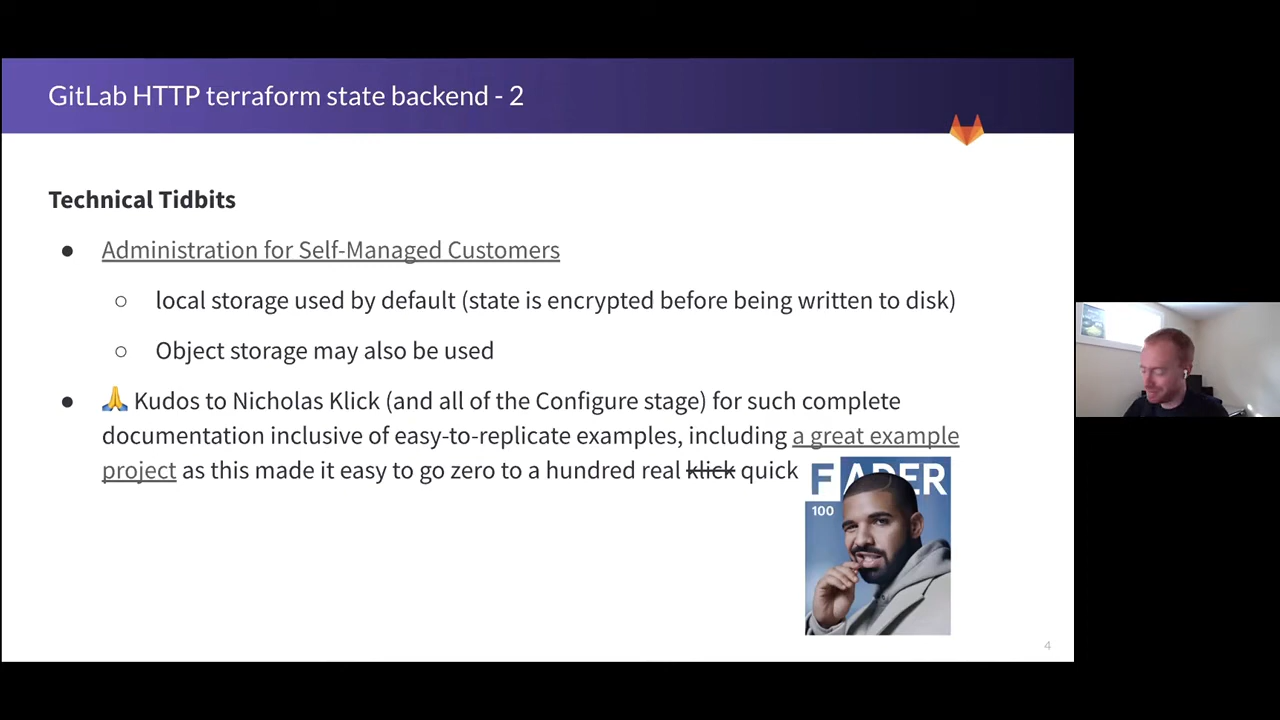 GitLab HTTP terraform state backend - 2
Technical Tidbits
● Administration for Self-Managed Customers
○ local storage used by default (state is encrypted before being written to disk)
○ Object storage may also be used
● 🙏 Kudos to Nicholas Klick (and all of the Configure stage) for such complete
documentation inclusive of easy-to-replicate examples, including a great example
project as this made it easy to go zero to a hundred real klick quick
FADER
100
4